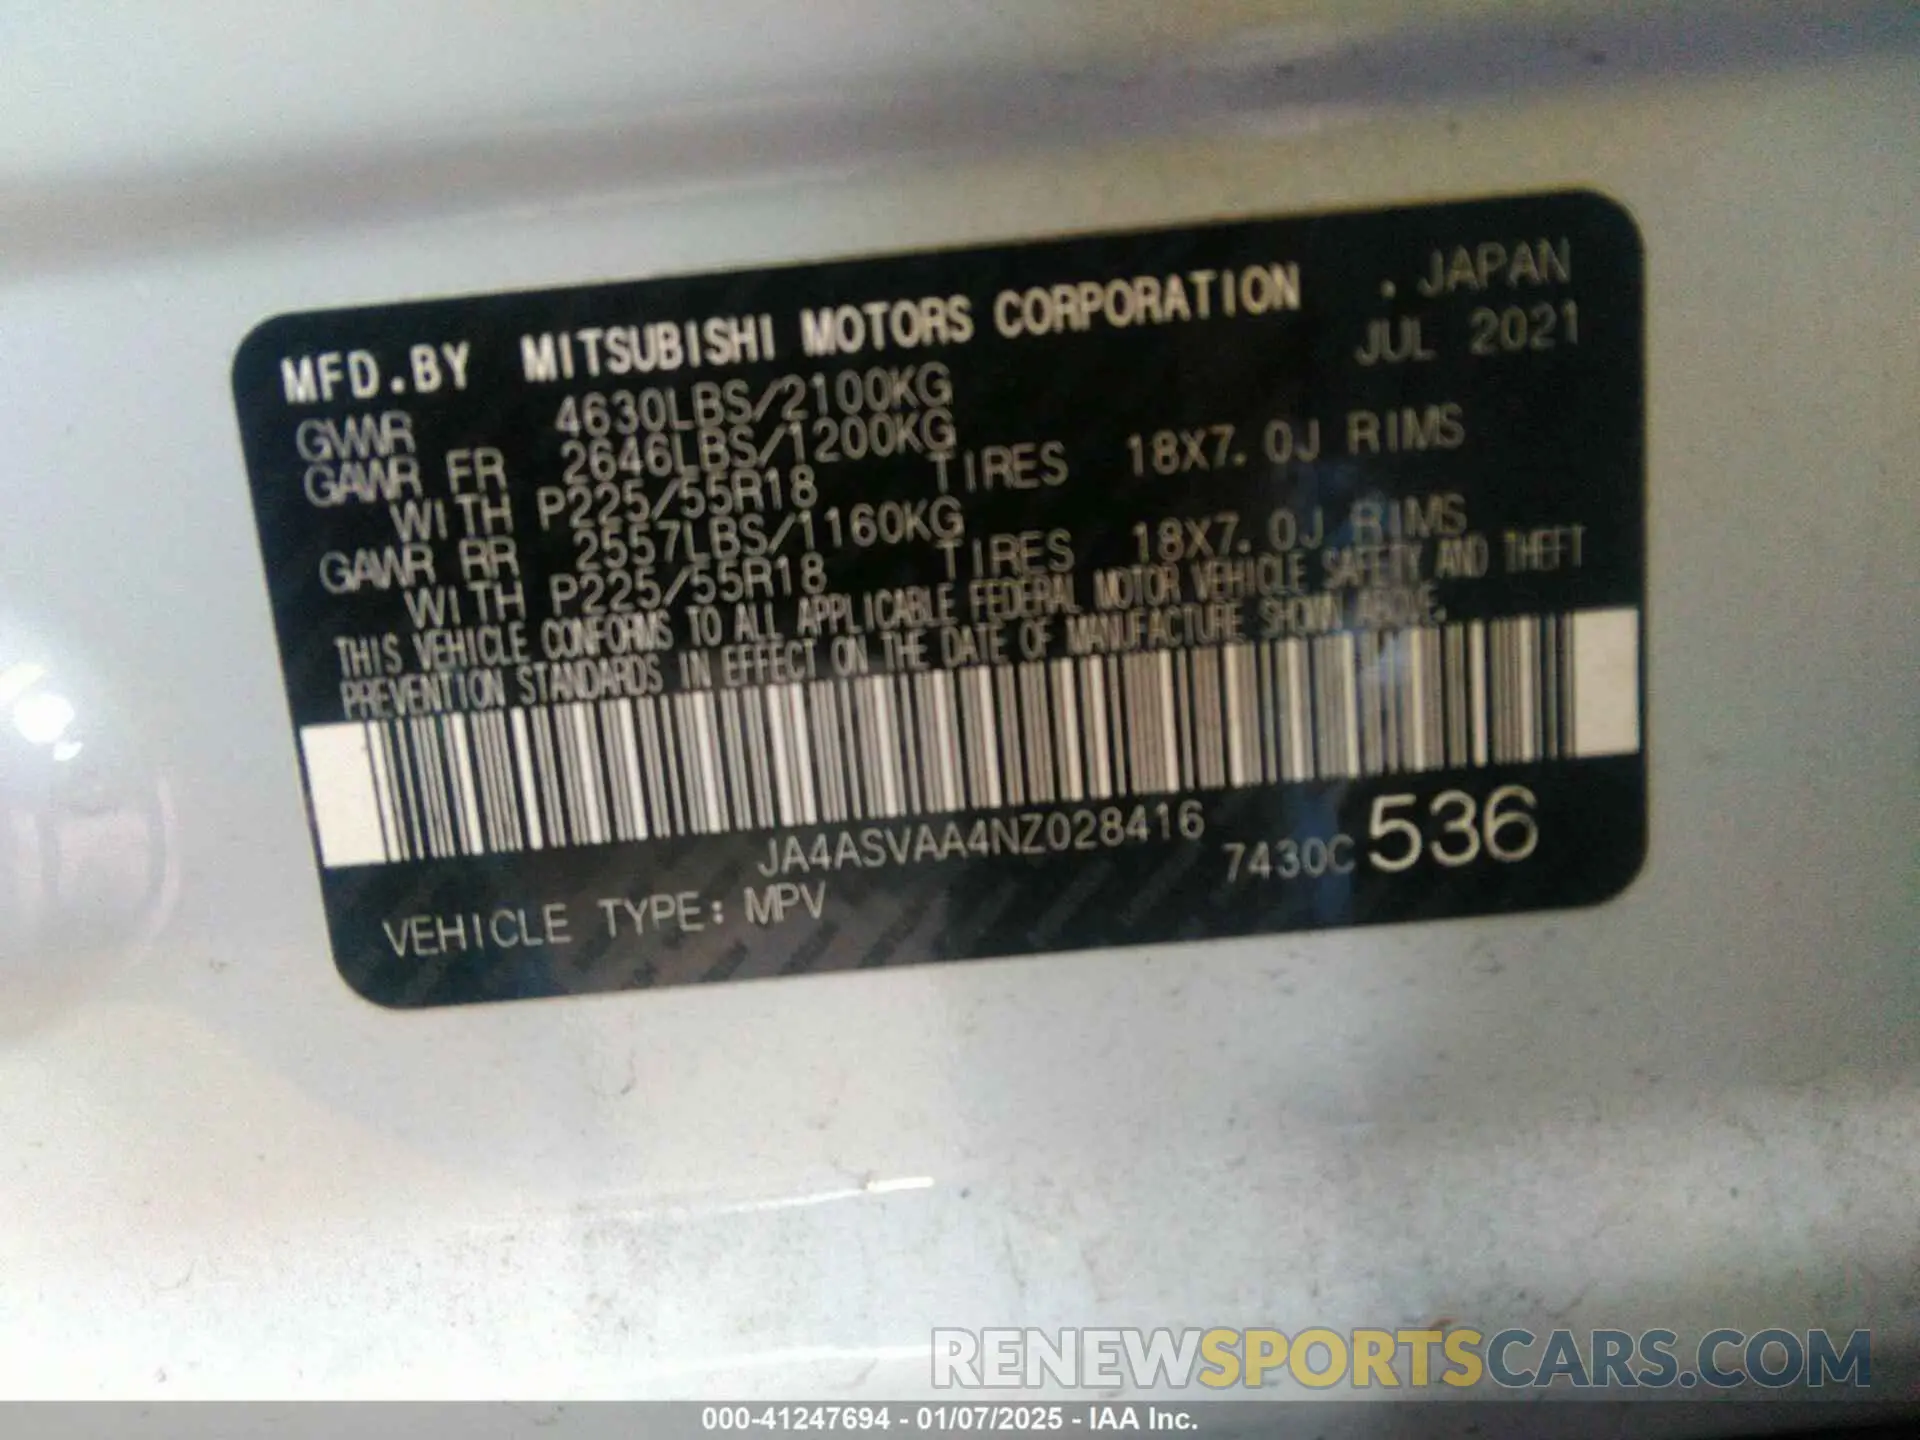 MFD.BY MITSUBISHI MOTORS CORPORATION . JAPAN
JUL 2021
GVWR 4630LBS/2100KG
GAWR FR 2646LBS/1200KG
WITH P225/55R18 TIRES 18X7.0J RIMS
GAWR RR 2557LBS/1160KG
WITH P225/55R18 TIRES 18X7.0J RIMS
THIS VEHICLE CONFORMS TO ALL APPLICABLE FEDERAL MOTOR VEHICLE SAFETY AND THEFT
PREVENTION STANDARDS IN EFFECT ON THE DATE OF MANUFACTURE SHOWN ABOVE.
JA4ASVAA4NZ028416 7430C 536
VEHICLE TYPE: MPV
RENEWSPORTSCARS.COM
000-41247694 - 01/07/2025 - IAA Inc.